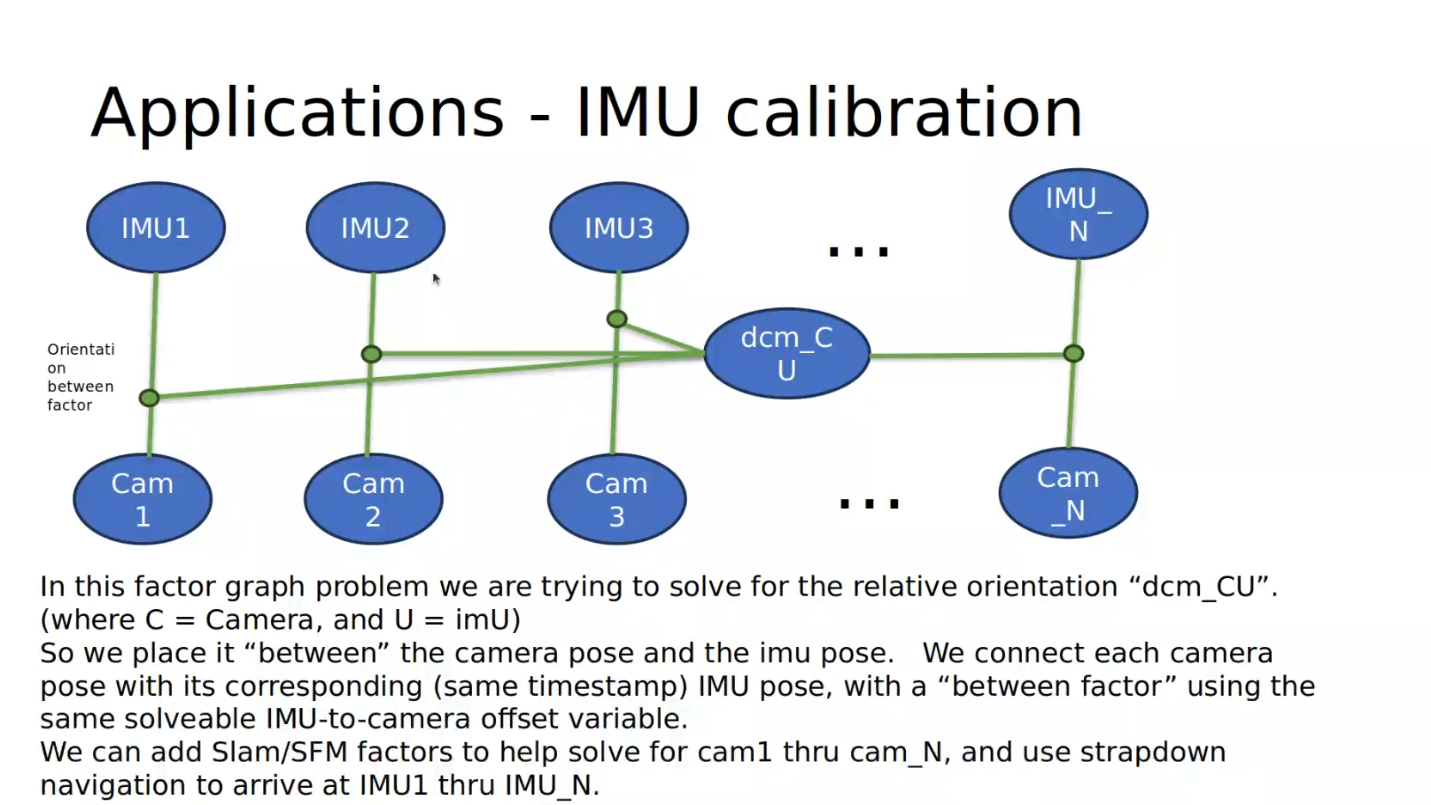 Applications - IMU calibration
IMU1
IMU2
IMU3
...
IMU_
N
dcm_C
U
Orientati
on
between
factor
Cam
1
Cam
2
Cam
3
...
Cam
_N
In this factor graph problem we are trying to solve for the relative orientation “dcm_CU”.
(where C = Camera, and U = imU)
So we place it “between” the camera pose and the imu pose.   We connect each camera
pose with its corresponding (same timestamp) IMU pose, with a “between factor” using the
same solveable IMU-to-camera offset variable.
We can add Slam/SFM factors to help solve for cam1 thru cam_N, and use strapdown
navigation to arrive at IMU1 thru IMU_N.